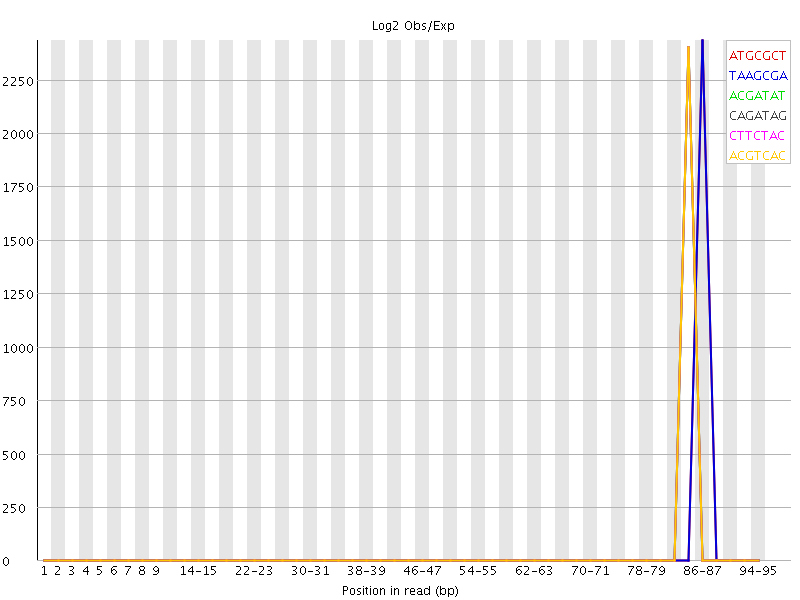 Log2 Obs/Exp
ATGCGCT
TAAGCGA
ACGATAT
CAGATAG
CTTCTAC
ACGTCAC
2250
2000
1750
1500
1250
1000
750
500
250
0
1 2 3 4 5 6 7 8 9 14-15 22-23 30-31 38-39 46-47 54-55 62-63 70-71 78-79 86-87 94-95
Position in read (bp)